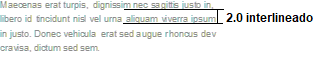 Maecenas erat turpis, dignissim nec sagittis justo in,
libero id tincidunt nisl vel urna aliquam viverra ipsum 2.0 interlineado
in justo. Donec vehicula erat sed augue rhoncus dev
cravisa, dictum sed sem.